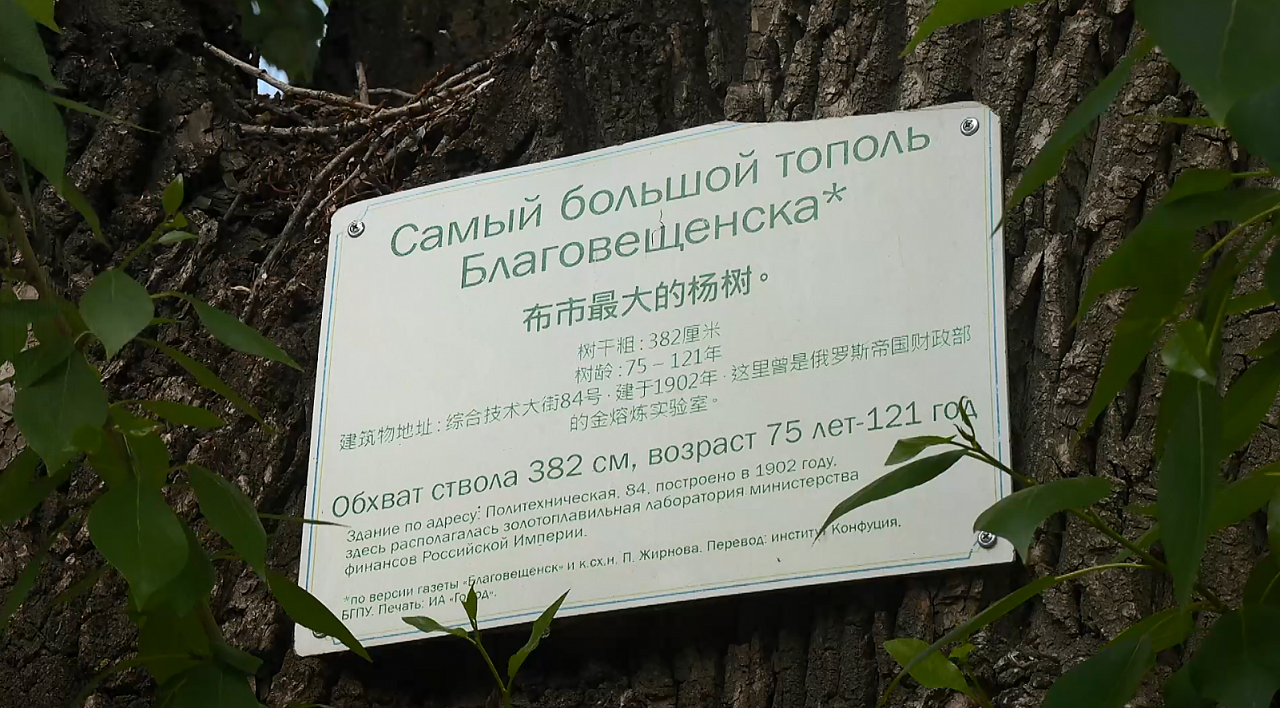 Самый большой тополь
Благовещенска*
布市最大的杨树。
树干粗:382厘米
树龄:75-121年
建筑物地址:综合技术大街84号·建于1902年·这里曾是俄罗斯帝国财政部
的金熔炼实验室。
Обхват ствола 382 см, возраст 75 лет-121 год
Здание по адресу: Политехническая, 84, построено в 1902 году,
здесь располагалась золотоплавильная лаборатория министерства
финансов Российской Империи.
*по версии газеты «Благовещенск» и к.сх.н. П. Жирнова. Перевод: институт Конфуция,
БГПУ. Печать: ИА «Город».